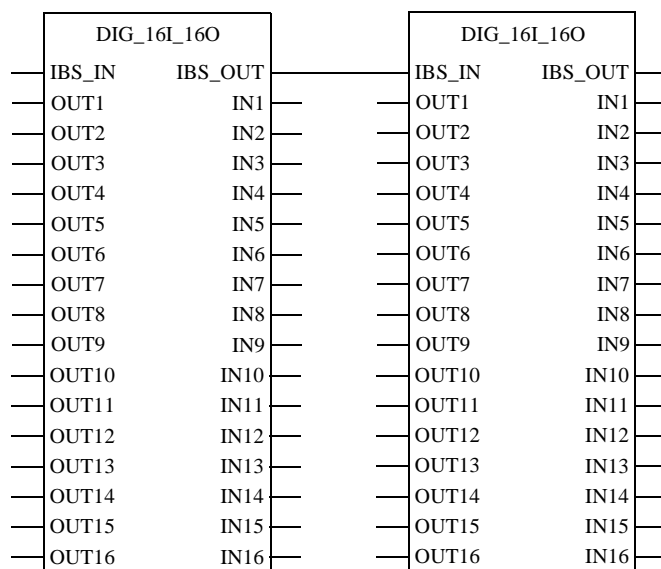 DIG_16I_16O DIG_16I_16O
IBS_IN IBS_OUT IBS_IN IBS_OUT
OUT1 IN1 OUT1 IN1
OUT2 IN2 OUT2 IN2
OUT3 IN3 OUT3 IN3
OUT4 IN4 OUT4 IN4
OUT5 IN5 OUT5 IN5
OUT6 IN6 OUT6 IN6
OUT7 IN7 OUT7 IN7
OUT8 IN8 OUT8 IN8
OUT9 IN9 OUT9 IN9
OUT10 IN10 OUT10 IN10
OUT11 IN11 OUT11 IN11
OUT12 IN12 OUT12 IN12
OUT13 IN13 OUT13 IN13
OUT14 IN14 OUT14 IN14
OUT15 IN15 OUT15 IN15
OUT16 IN16 OUT16 IN16